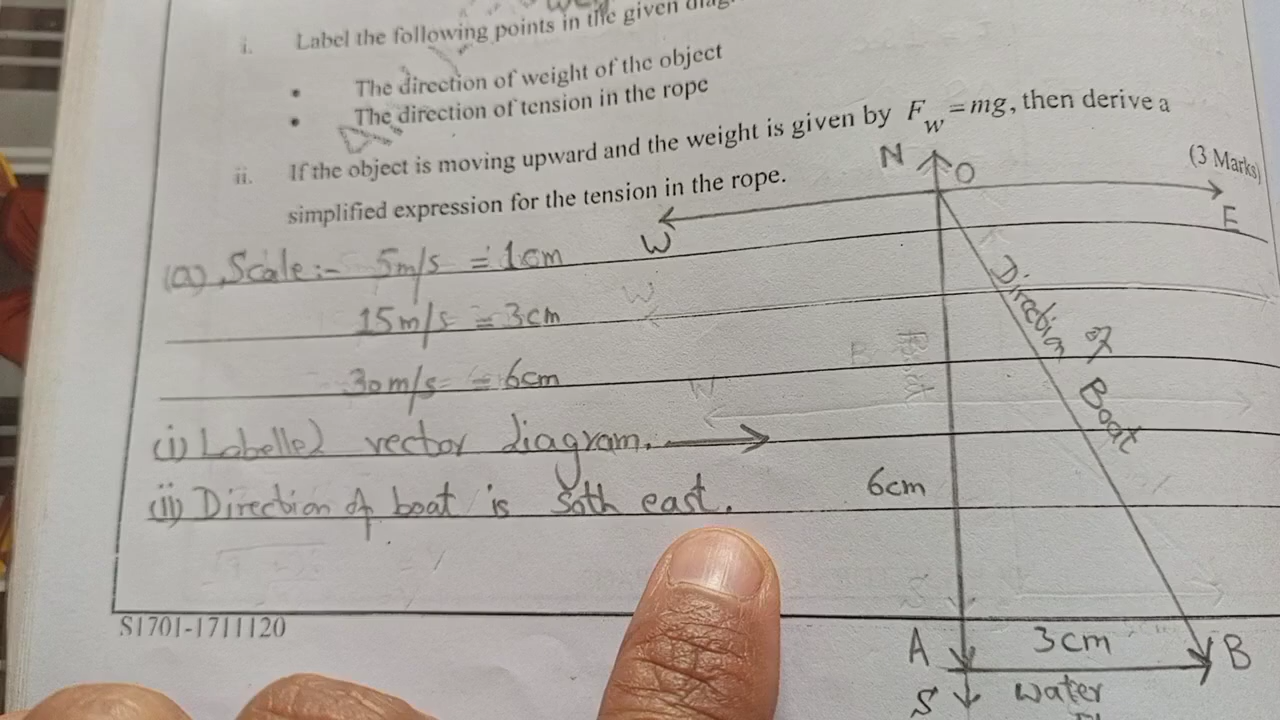 i. Label the following points in the given
• The direction of weight of the object
• The direction of tension in the rope
ii. If the object is moving upward and the weight is given by F_w = mg, then derive a
simplified expression for the tension in the rope.
(3 Marks)
N
O
W
E
(a) Scale:- 5m/s = 1cm
15m/s = 3cm
30m/s = 6cm
(i) Labelled vector diagram.
(ii) Direction of boat is Soth east.
Direction of Boat
6cm
A
3cm
B
S
water
S1701-1711120